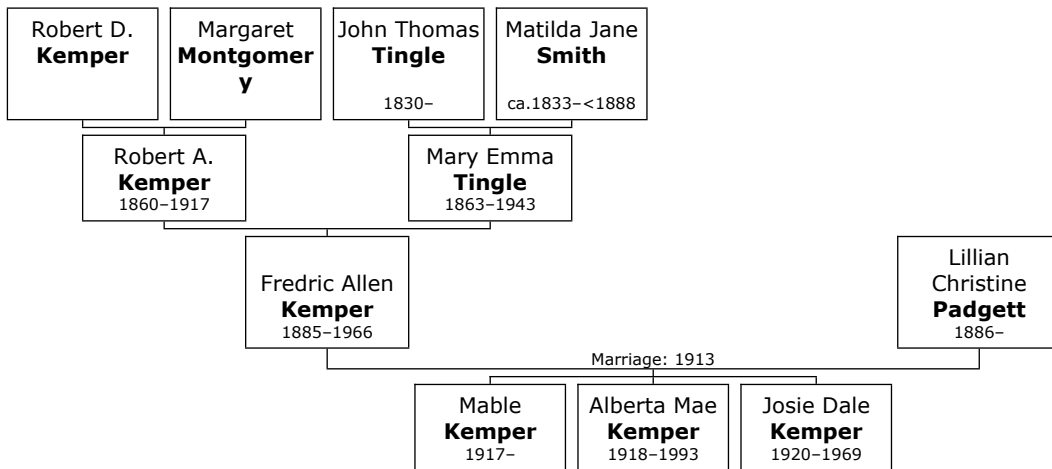 Robert D.
Kemper
Margaret
Montgomer
y
John Thomas
Tingle
1830–
Matilda Jane
Smith
ca.1833–<1888
Robert A.
Kemper
1860–1917
Mary Emma
Tingle
1863–1943
Fredric Allen
Kemper
1885–1966
Lillian
Christine
Padgett
1886–
Marriage: 1913
Mable
Kemper
1917–
Alberta Mae
Kemper
1918–1993
Josie Dale
Kemper
1920–1969